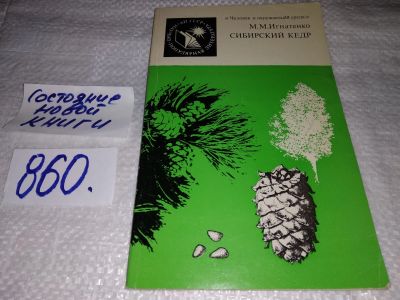 « Человек и окружающая среда »
М.М.Игнатенко
СИБИРСКИЙ КЕДР
Состояние
новой
книги
860.